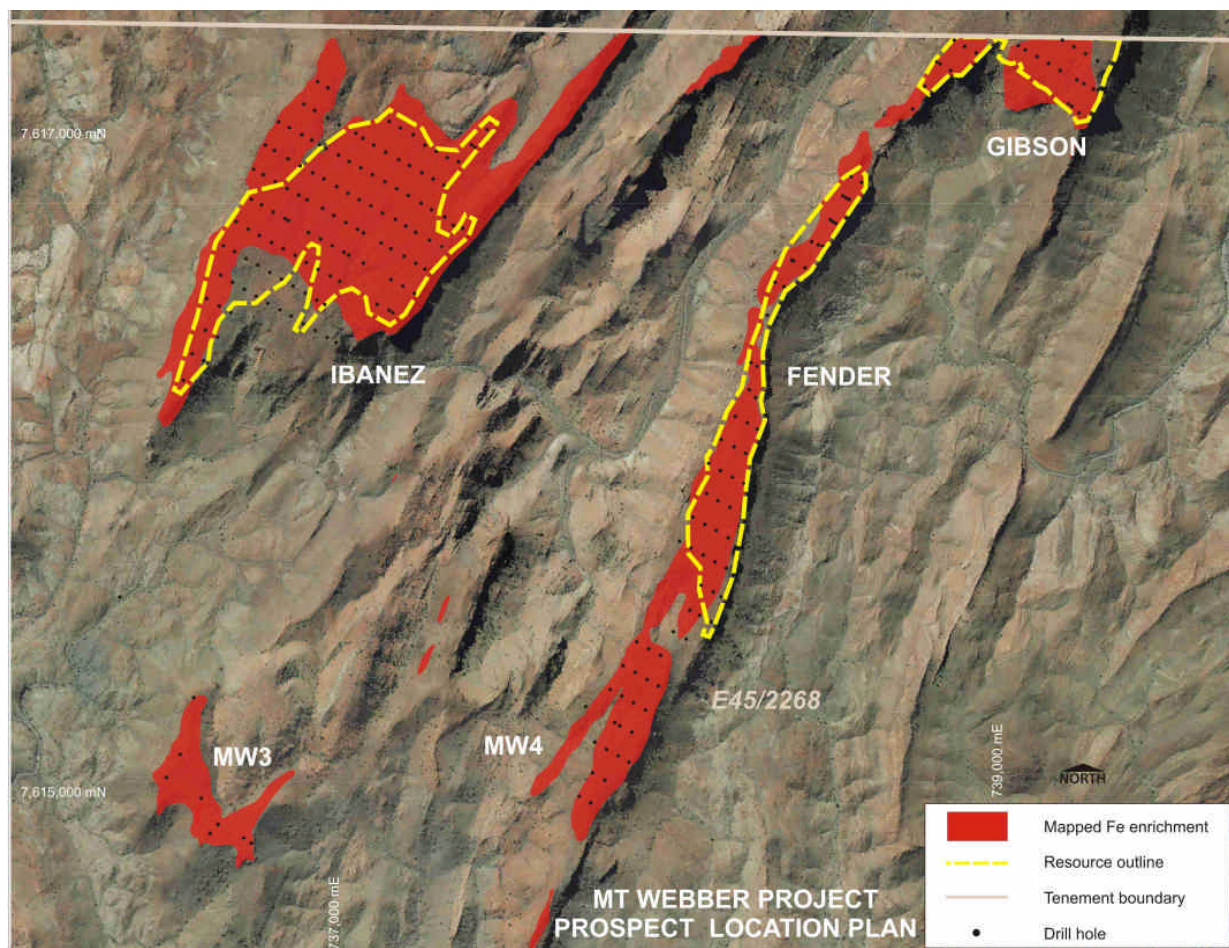 7,617,000 mN
GIBSON
IBANEZ
FENDER
E45/2268
MW4
MW3
7,615,000 mN
739,000 mE
NORTH
737,000 mE
MT WEBBER PROJECT
PROSPECT LOCATION PLAN
Mapped Fe enrichment
Resource outline
Tenement boundary
Drill hole